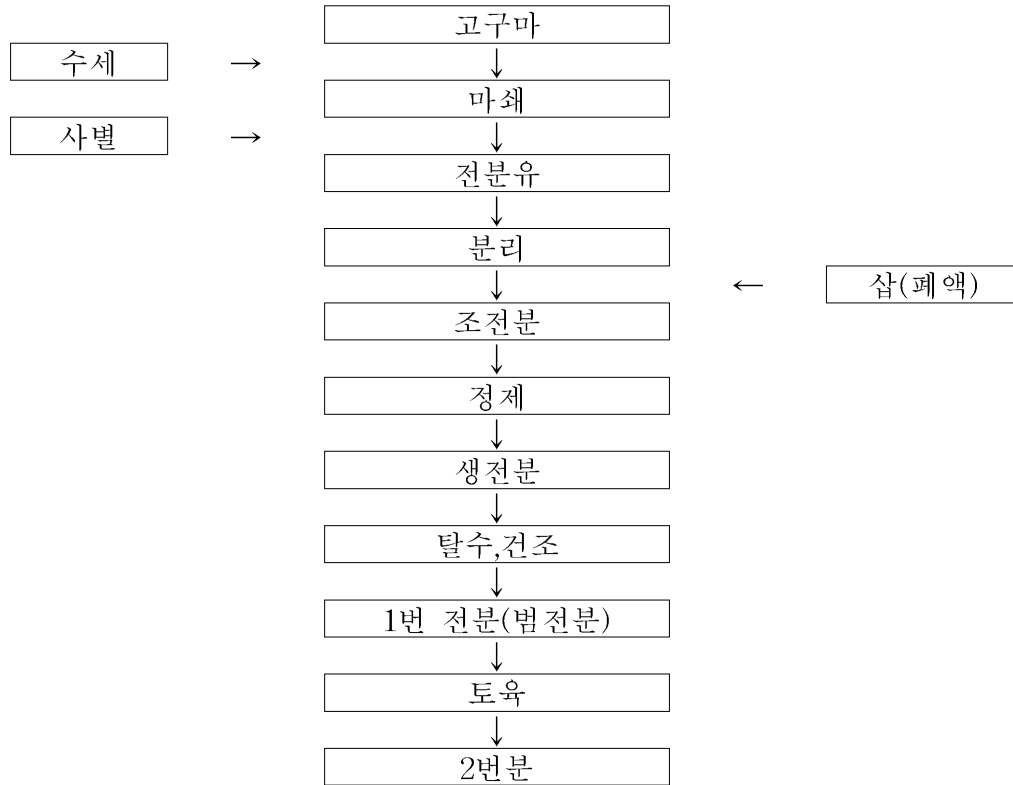 고구마
수세 →
↓
마쇄
사별 →
↓
전분유
↓
분리
↓
← 삽(폐액)
조전분
↓
정제
↓
생전분
↓
탈수,건조
↓
1번 전분(범전분)
↓
토육
↓
2번분